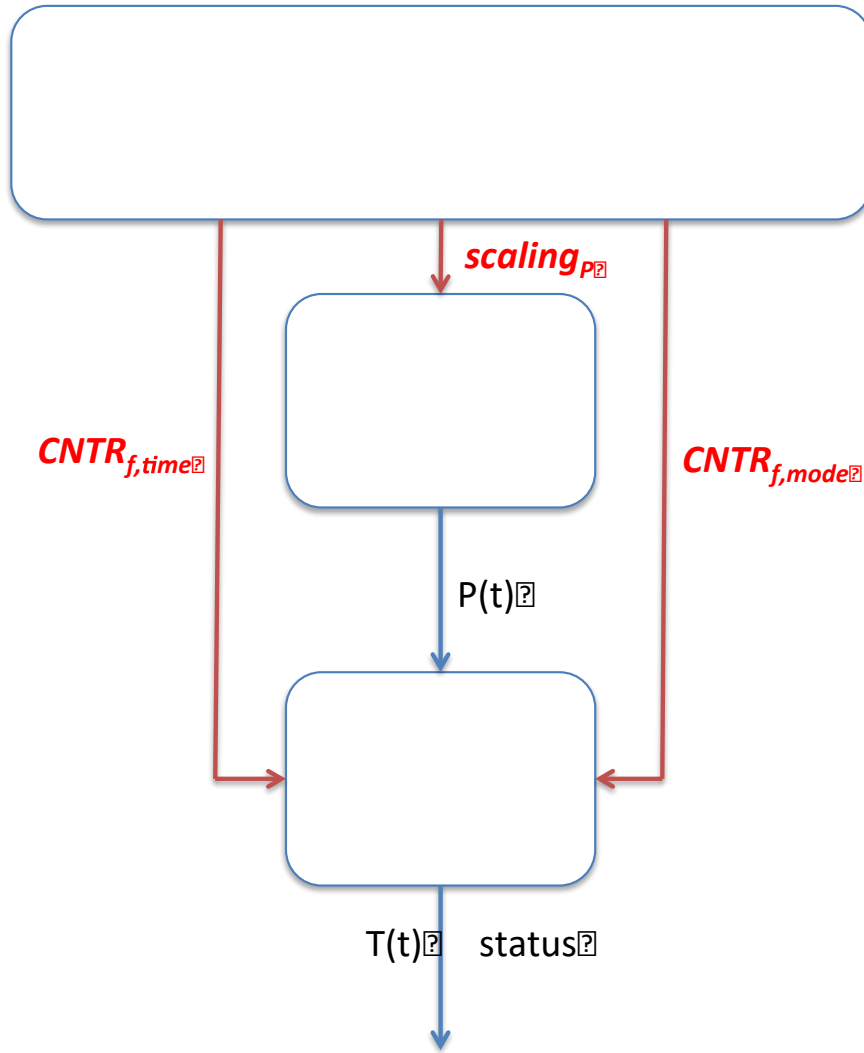 scaling_P⍰
CNTR_f,time⍰
CNTR_f,mode⍰
P(t)⍰
T(t)⍰ status⍰